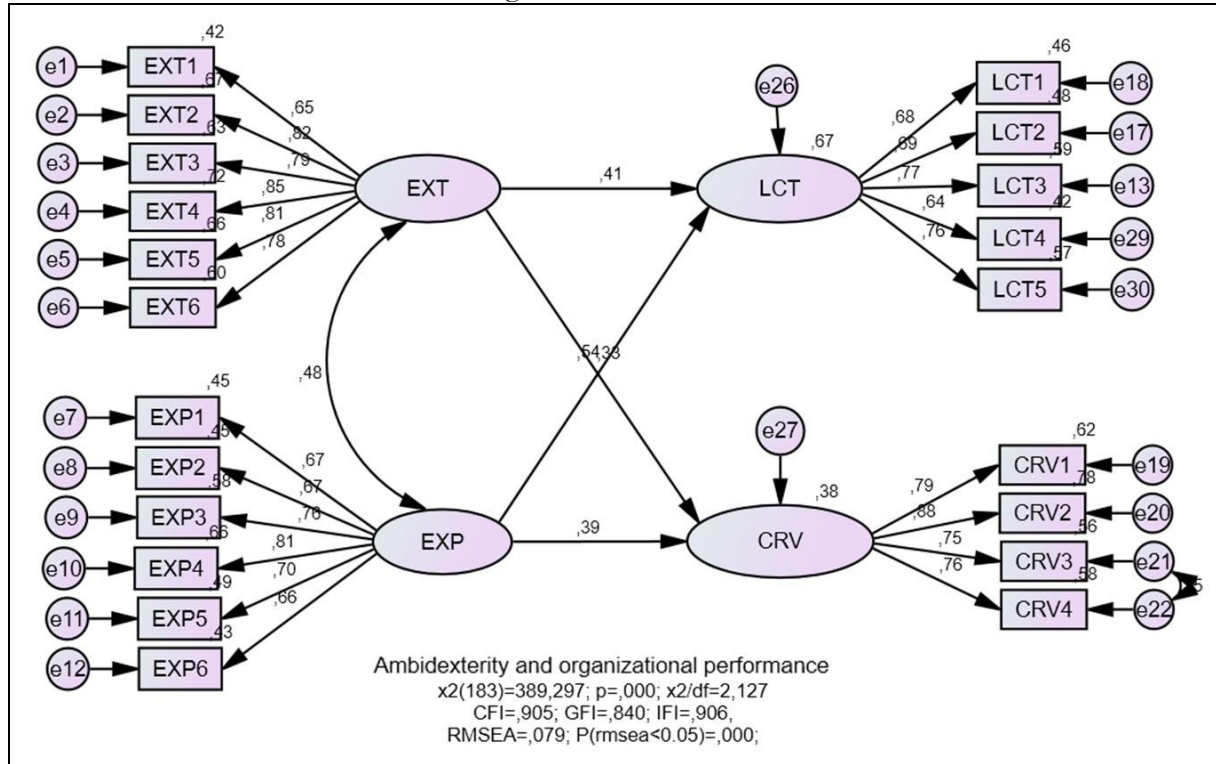 ,42
e1
EXT1
,67
e2
EXT2
,63
e3
EXT3
,72
e4
EXT4
,66
e5
EXT5
,60
e6
EXT6
,65
,82
,79
,85
,81
,78
EXT
,41
e26
,67
LCT
,68
,69
,77
,64
,76
,46
LCT1
e18
,48
LCT2
e17
,59
LCT3
e13
,42
LCT4
e29
,57
LCT5
e30
,48
,54
,33
,45
e7
EXP1
,45
e8
EXP2
,58
e9
EXP3
,66
e10
EXP4
,49
e11
EXP5
,43
e12
EXP6
,67
,67
,76
,81
,70
,66
EXP
,39
e27
,38
CRV
,79
,88
,75
,76
,62
CRV1
e19
,78
CRV2
e20
,56
CRV3
e21
,58
CRV4
e22
Ambidexterity and organizational performance
x2(183)=389,297; p=,000; x2/df=2,127
CFI=,905; GFI=,840; IFI=,906,
RMSEA=,079; P(rmsea<0.05)=,000;